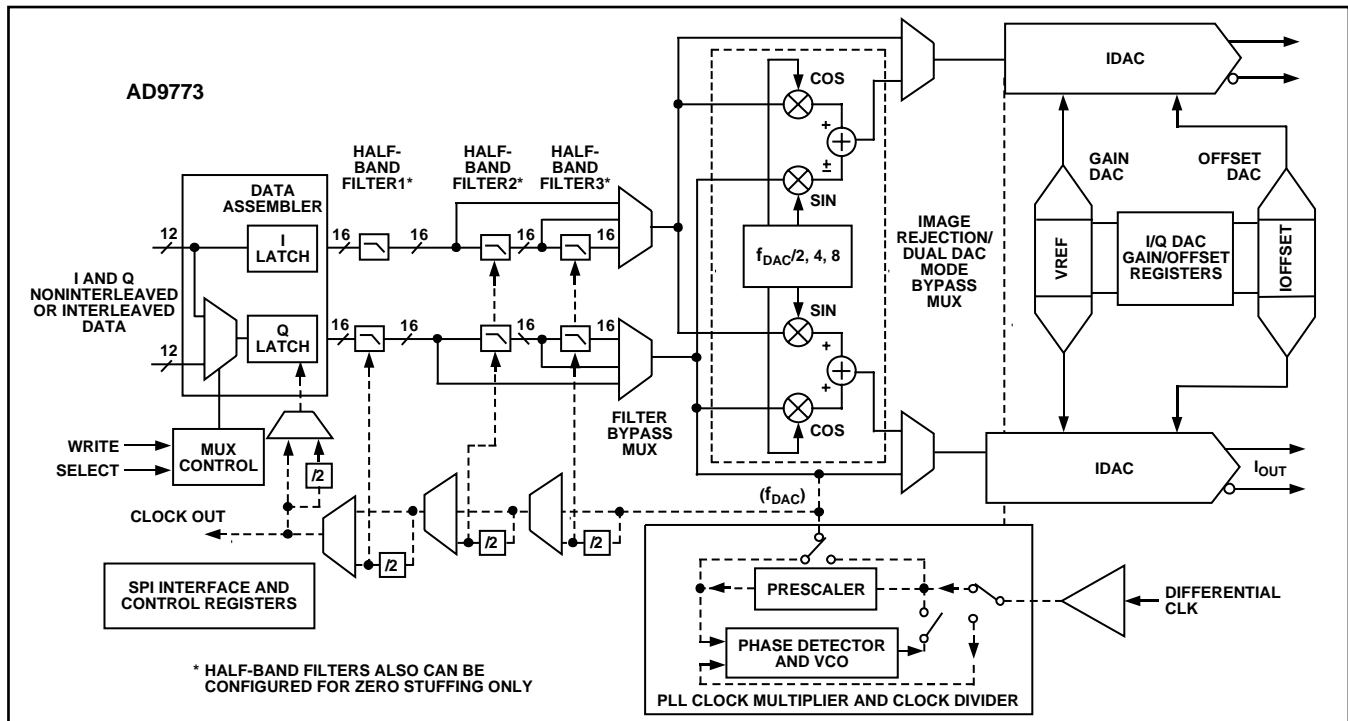 AD9773
HALF-
BAND
FILTER1*
HALF-
BAND
FILTER2*
HALF-
BAND
FILTER3*
DATA
ASSEMBLER
12
I
LATCH
16
16
16
16
I AND Q
NONINTERLEAVED
OR INTERLEAVED
DATA
12
Q
LATCH
16
16
16
16
WRITE
SELECT
MUX
CONTROL
/2
CLOCK OUT
/2
/2
/2
FILTER
BYPASS
MUX
SPI INTERFACE AND
CONTROL REGISTERS
* HALF-BAND FILTERS ALSO CAN BE
CONFIGURED FOR ZERO STUFFING ONLY
COS
+
±
SIN
fDAC/2, 4, 8
SIN
+
+
COS
(fDAC)
IMAGE
REJECTION/
DUAL DAC
MODE
BYPASS
MUX
IDAC
GAIN
DAC
OFFSET
DAC
VREF
I/Q DAC
GAIN/OFFSET
REGISTERS
IOFFSET
IDAC
IOUT
PRESCALER
PHASE DETECTOR
AND VCO
DIFFERENTIAL
CLK
PLL CLOCK MULTIPLIER AND CLOCK DIVIDER